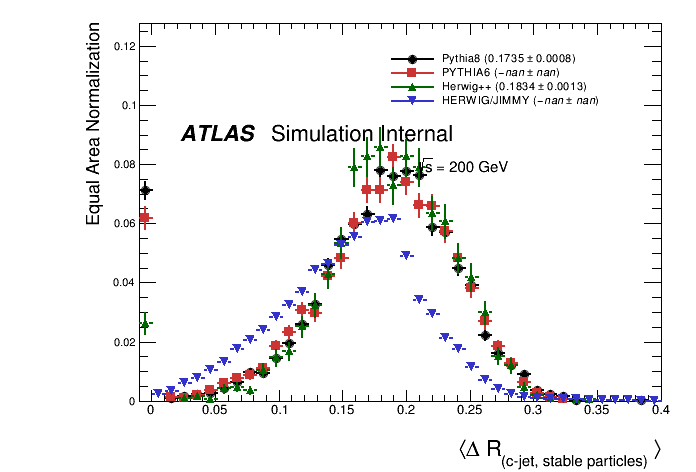 Equal Area Normalization
0.12
0.1
0.08
0.06
0.04
0.02
0
Pythia8 (0.1735 ± 0.0008)
PYTHIA6 (−nan ± nan)
Herwig++ (0.1834 ± 0.0013)
HERWIG/JIMMY (−nan ± nan)
ATLAS Simulation Internal
√s = 200 GeV
0 0.05 0.1 0.15 0.2 0.25 0.3 0.35 0.4
⟨Δ R(c-jet, stable particles)⟩